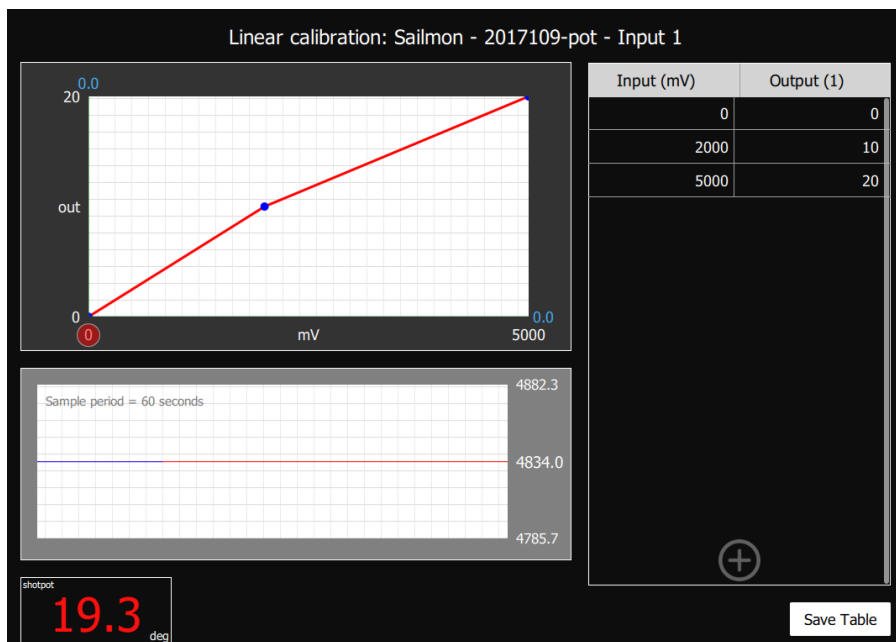 Linear calibration: Sailmon - 2017109-pot - Input 1
0.0
20
out
0
0.0
0
mV
5000
Input (mV) Output (1)
0 0
2000 10
5000 20
Sample period = 60 seconds
4882.3
4834.0
4785.7
shotpot
19.3
deg
Save Table